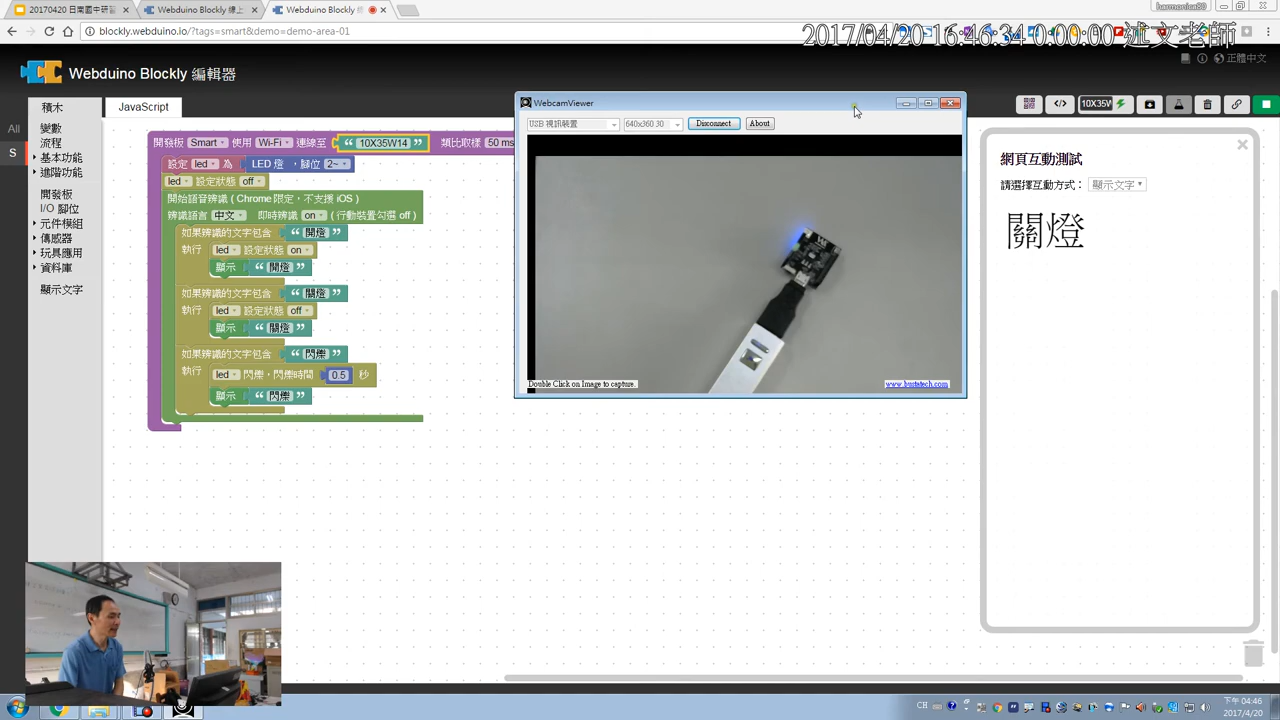 20170420 日南國中研習
Webduino Blockly 線上
Webduino Blockly
harmonica80
blockly.webduino.io/?tags=smart&demo=demo-area-01
2017/04/20 16:46:34 0.00:00 述文老師
Webduino Blockly 編輯器
正體中文
積木
JavaScript
10X35W
All
S
變數
流程
基本功能
進階功能
開發板
I/O 腳位
元件模組
傳感器
玩具應用
資料庫
顯示文字
開發板 Smart 使用 Wi-Fi 連線至 “ 10X35W14 ” 類比取樣 50 ms
設定 led 為 LED 燈 ，腳位 2~
led 設定狀態 off
開始語音辨識 ( Chrome 限定，不支援 iOS )
辨識語言 中文 即時辨識 on ( 行動裝置勾選 off )
如果辨識的文字包含 “ 開燈 ”
執行 led 設定狀態 on
顯示 “ 開燈 ”
如果辨識的文字包含 “ 關燈 ”
執行 led 設定狀態 off
顯示 “ 關燈 ”
如果辨識的文字包含 “ 閃爍 ”
執行 led 閃爍，閃爍時間 0.5 秒
顯示 “ 閃爍 ”
WebcamViewer
USB 視訊裝置 640x360 30 Disconnect About
Double Click on Image to capture.
www.bustatech.com
網頁互動測試
請選擇互動方式： 顯示文字
關燈
CH
下午 04:46
2017/4/20